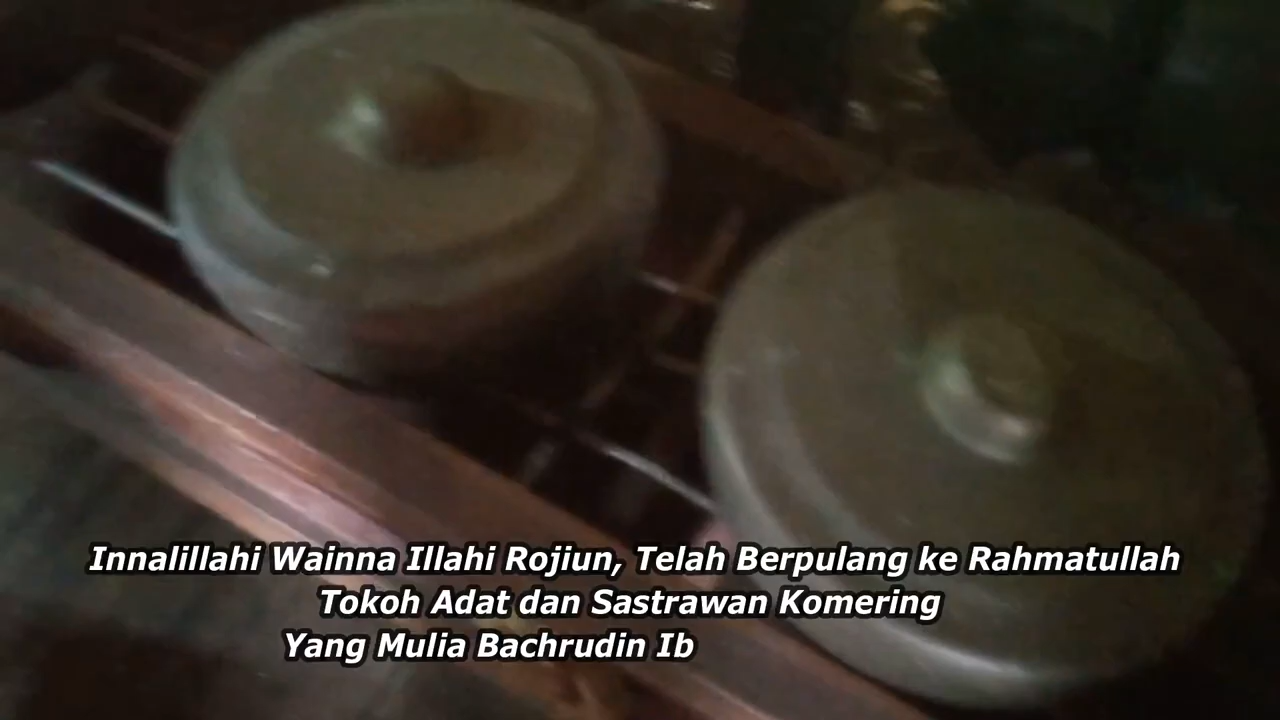 Innalillahi Wainna Illahi Rojiun, Telah Berpulang ke Rahmatullah
Tokoh Adat dan Sastrawan Komering
Yang Mulia Bachrudin Ib